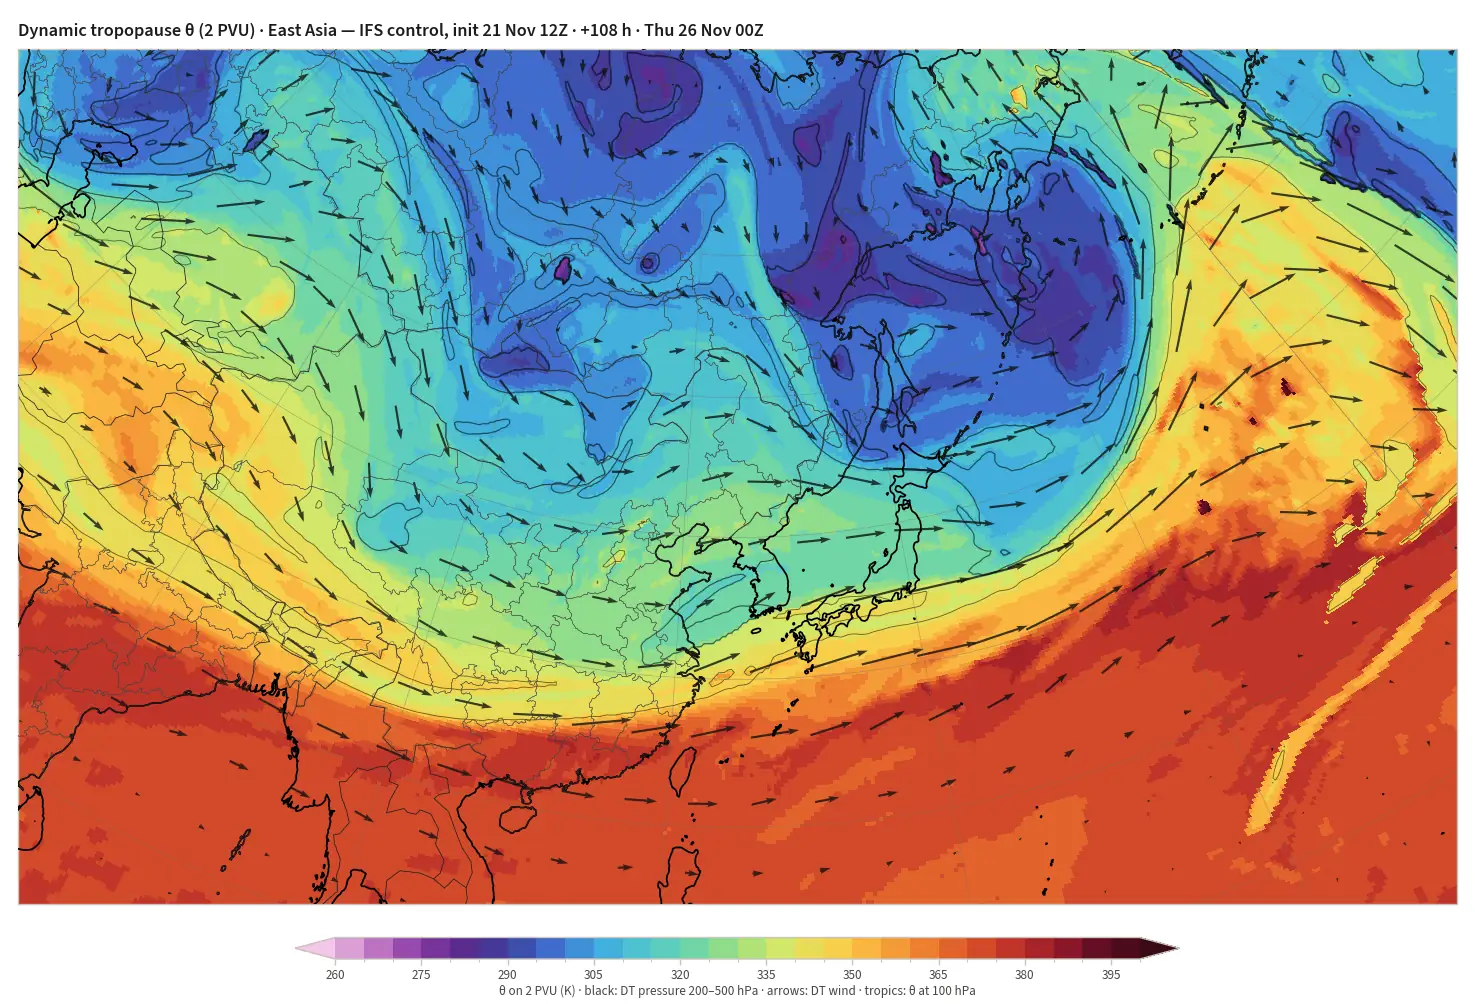 Dynamic tropopause θ (2 PVU) · East Asia — IFS control, init 21 Nov 12Z · +108 h · Thu 26 Nov 00Z
260 275 290 305 320 335 350 365 380 395
θ on 2 PVU (K) · black: DT pressure 200–500 hPa · arrows: DT wind · tropics: θ at 100 hPa